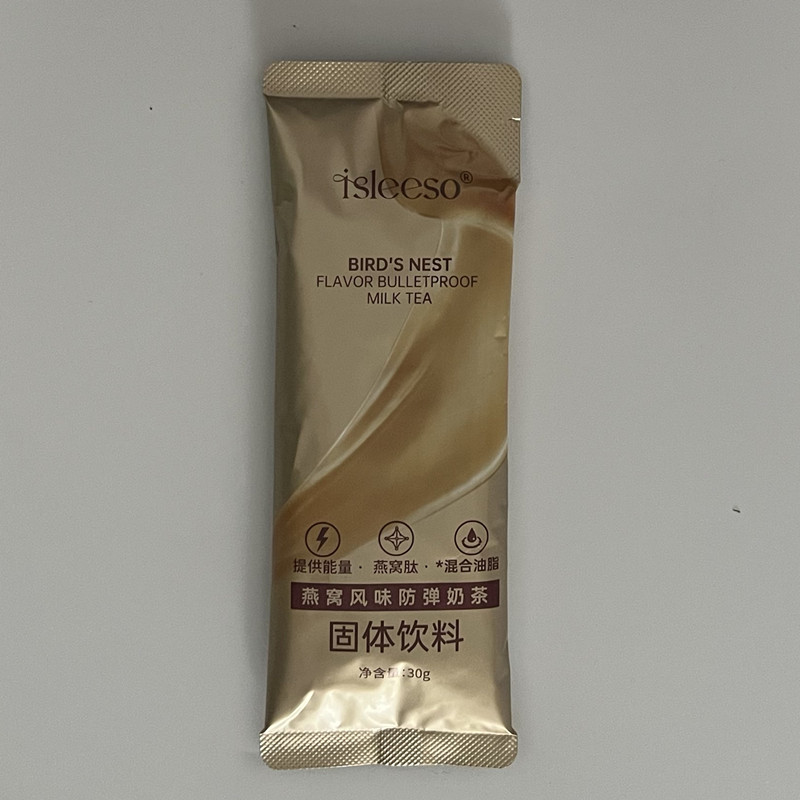 isleeso®
BIRD'S NEST
FLAVOR BULLETPROOF
MILK TEA
提供能量 · 燕窝肽 · *混合油脂
燕窝风味防弹奶茶
固体饮料
净含量:30g